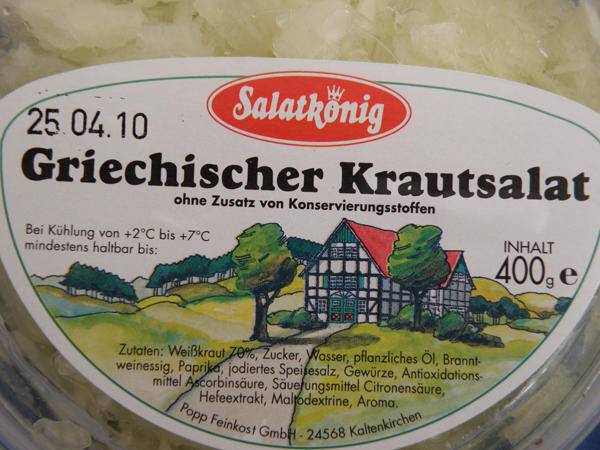 Salatkönig
25.04.10
Griechischer Krautsalat
ohne Zusatz von Konservierungsstoffen
Bei Kühlung von +2°C bis +7°C
mindestens haltbar bis:
INHALT
400g e
Zutaten: Weißkraut 70%, Zucker, Wasser, pflanzliches Öl, Brannt-
weinessig, Paprika, jodiertes Speisesalz, Gewürze, Antioxidations-
mittel Ascorbinsäure, Säuerungsmittel Citronensäure,
Hefeextrakt, Maltodextrine, Aroma.
Popp Feinkost GmbH - 24568 Kaltenkirchen